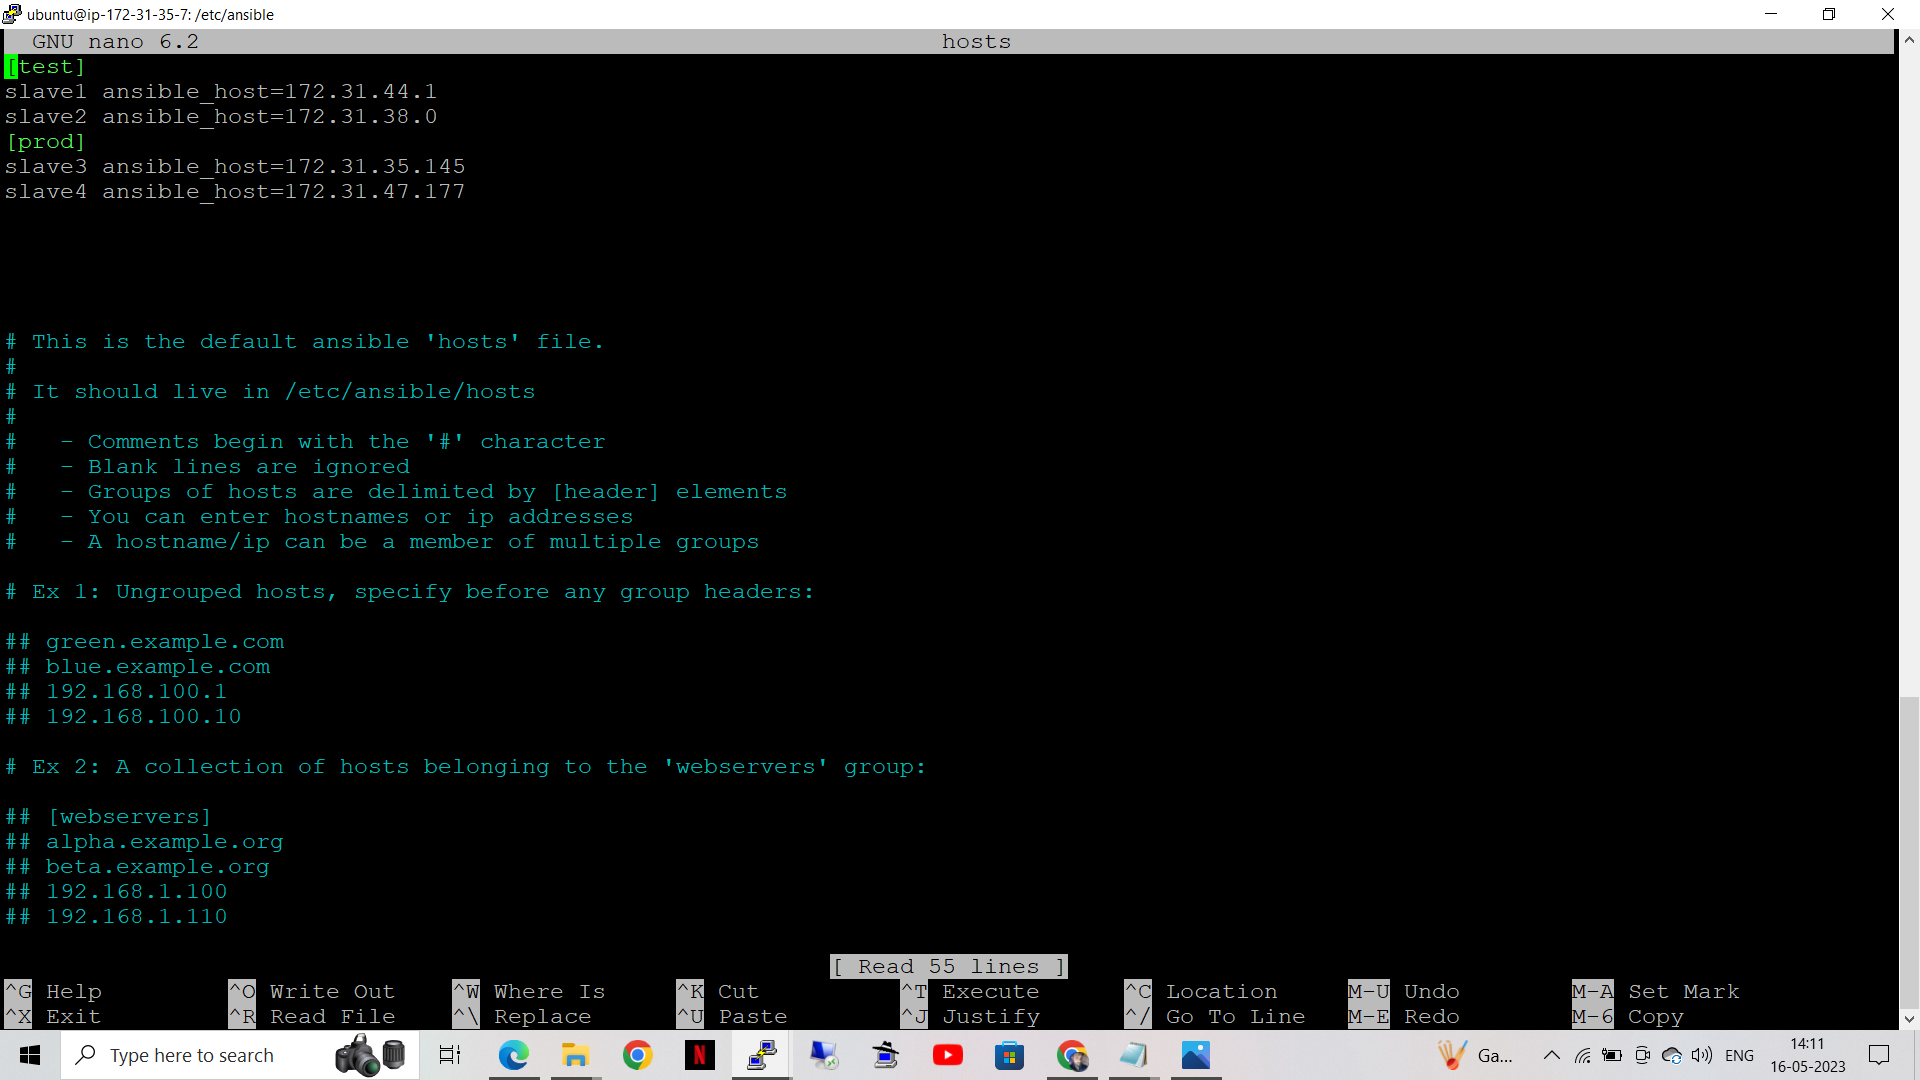 ubuntu@ip-172-31-35-7: /etc/ansible
GNU nano 6.2 hosts
[test]
slave1 ansible_host=172.31.44.1
slave2 ansible_host=172.31.38.0
[prod]
slave3 ansible_host=172.31.35.145
slave4 ansible_host=172.31.47.177
# This is the default ansible 'hosts' file.
#
# It should live in /etc/ansible/hosts
#
#   - Comments begin with the '#' character
#   - Blank lines are ignored
#   - Groups of hosts are delimited by [header] elements
#   - You can enter hostnames or ip addresses
#   - A hostname/ip can be a member of multiple groups
# Ex 1: Ungrouped hosts, specify before any group headers:
## green.example.com
## blue.example.com
## 192.168.100.1
## 192.168.100.10
# Ex 2: A collection of hosts belonging to the 'webservers' group:
## [webservers]
## alpha.example.org
## beta.example.org
## 192.168.1.100
## 192.168.1.110
[ Read 55 lines ]
^G Help ^O Write Out ^W Where Is ^K Cut ^T Execute ^C Location M-U Undo M-A Set Mark
^X Exit ^R Read File ^\ Replace ^U Paste ^J Justify ^/ Go To Line M-E Redo M-6 Copy
Type here to search
Ga...
ENG
14:11
16-05-2023